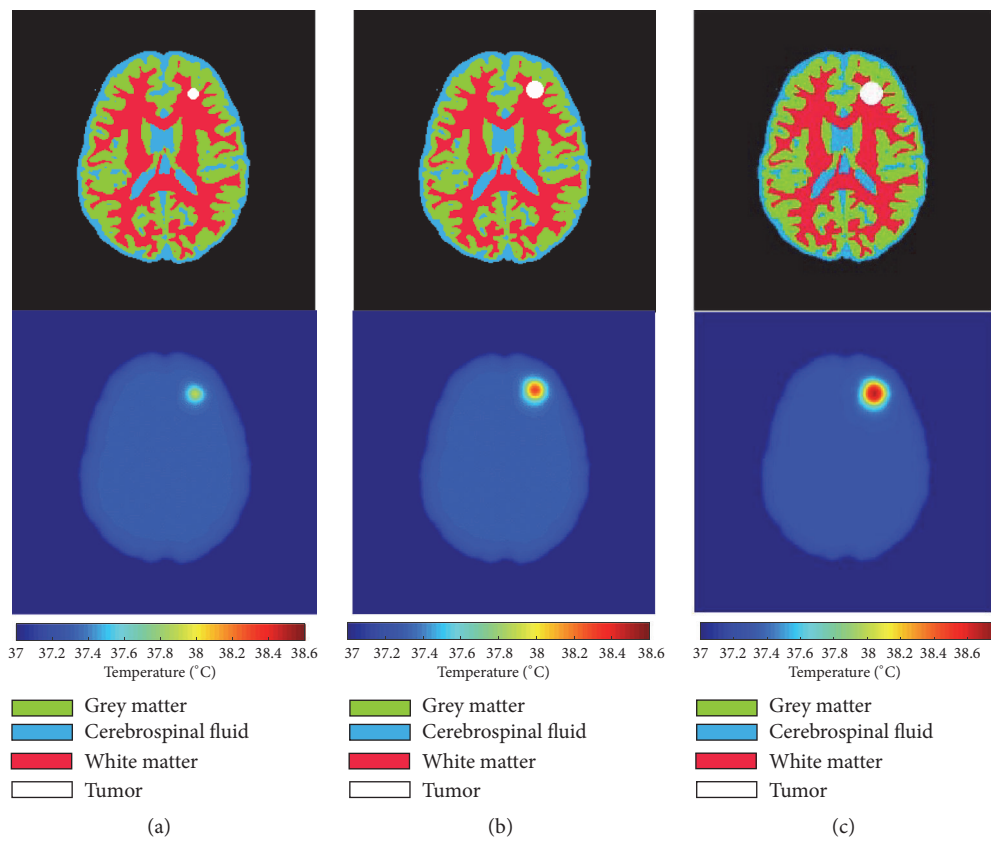 37 37.2 37.4 37.6 37.8 38 38.2 38.4 38.6
Temperature (°C)
Grey matter
Cerebrospinal fluid
White matter
Tumor
(a)
37 37.2 37.4 37.6 37.8 38 38.2 38.4 38.6
Temperature (°C)
Grey matter
Cerebrospinal fluid
White matter
Tumor
(b)
37 37.2 37.4 37.6 37.8 38 38.2 38.4 38.6
Temperature (°C)
Grey matter
Cerebrospinal fluid
White matter
Tumor
(c)